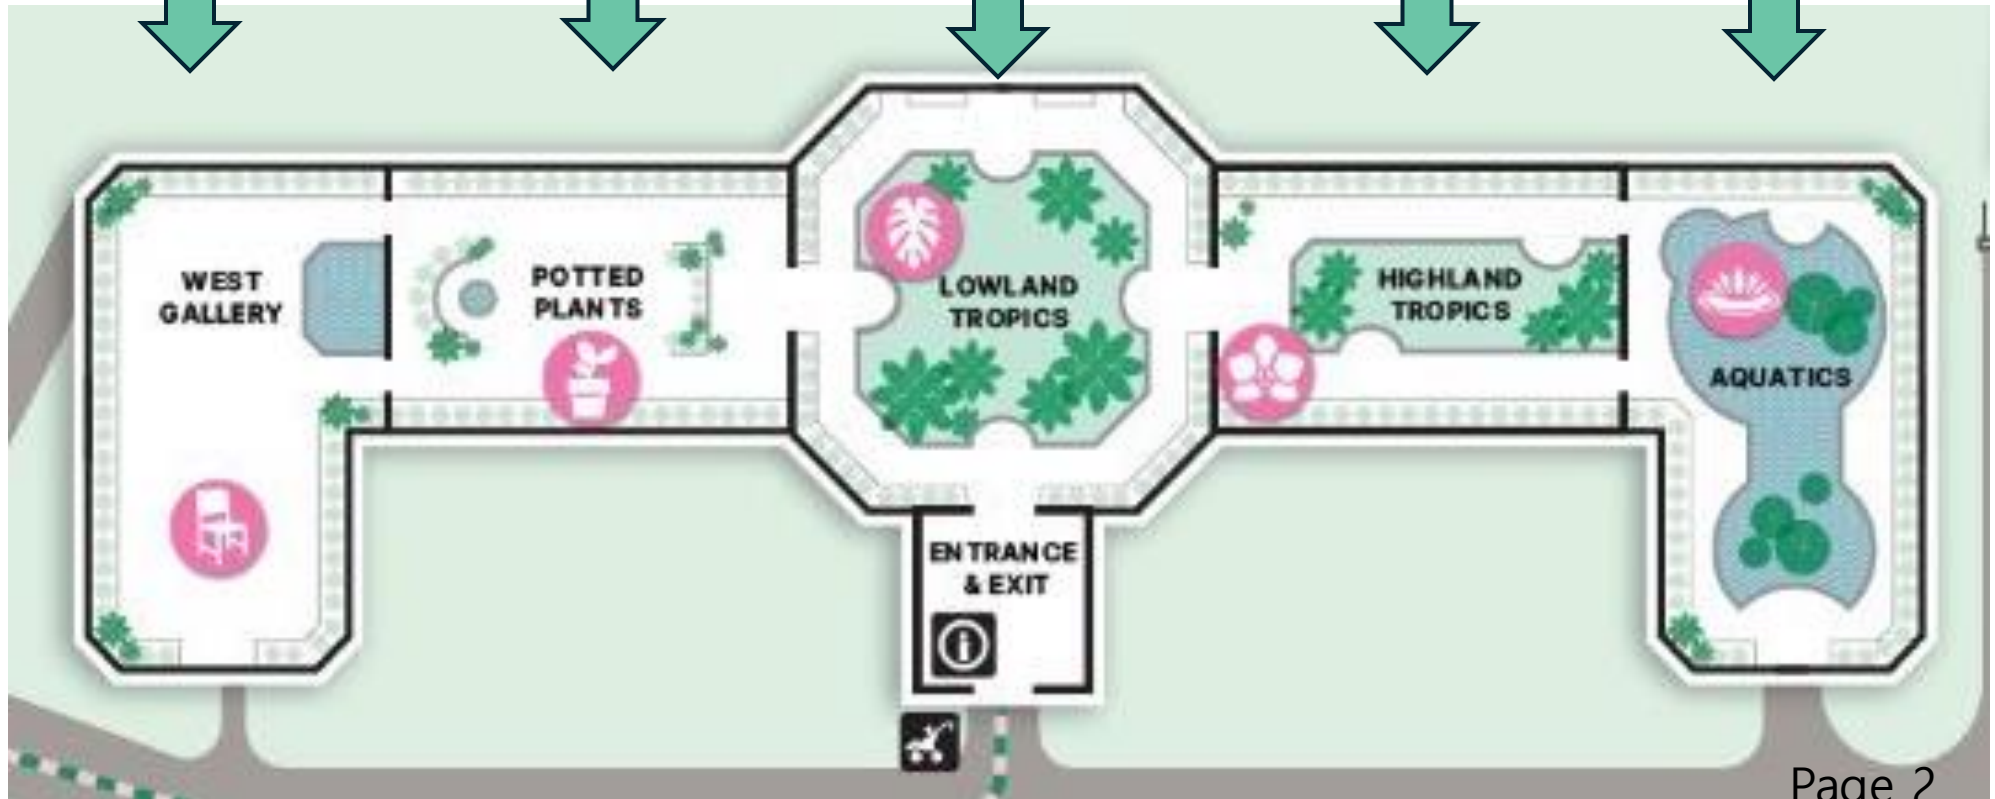 WEST
GALLERY
POTTED
PLANTS
LOWLAND
TROPICS
HIGHLAND
TROPICS
AQUATICS
ENTRANCE
& EXIT
i
Page 2